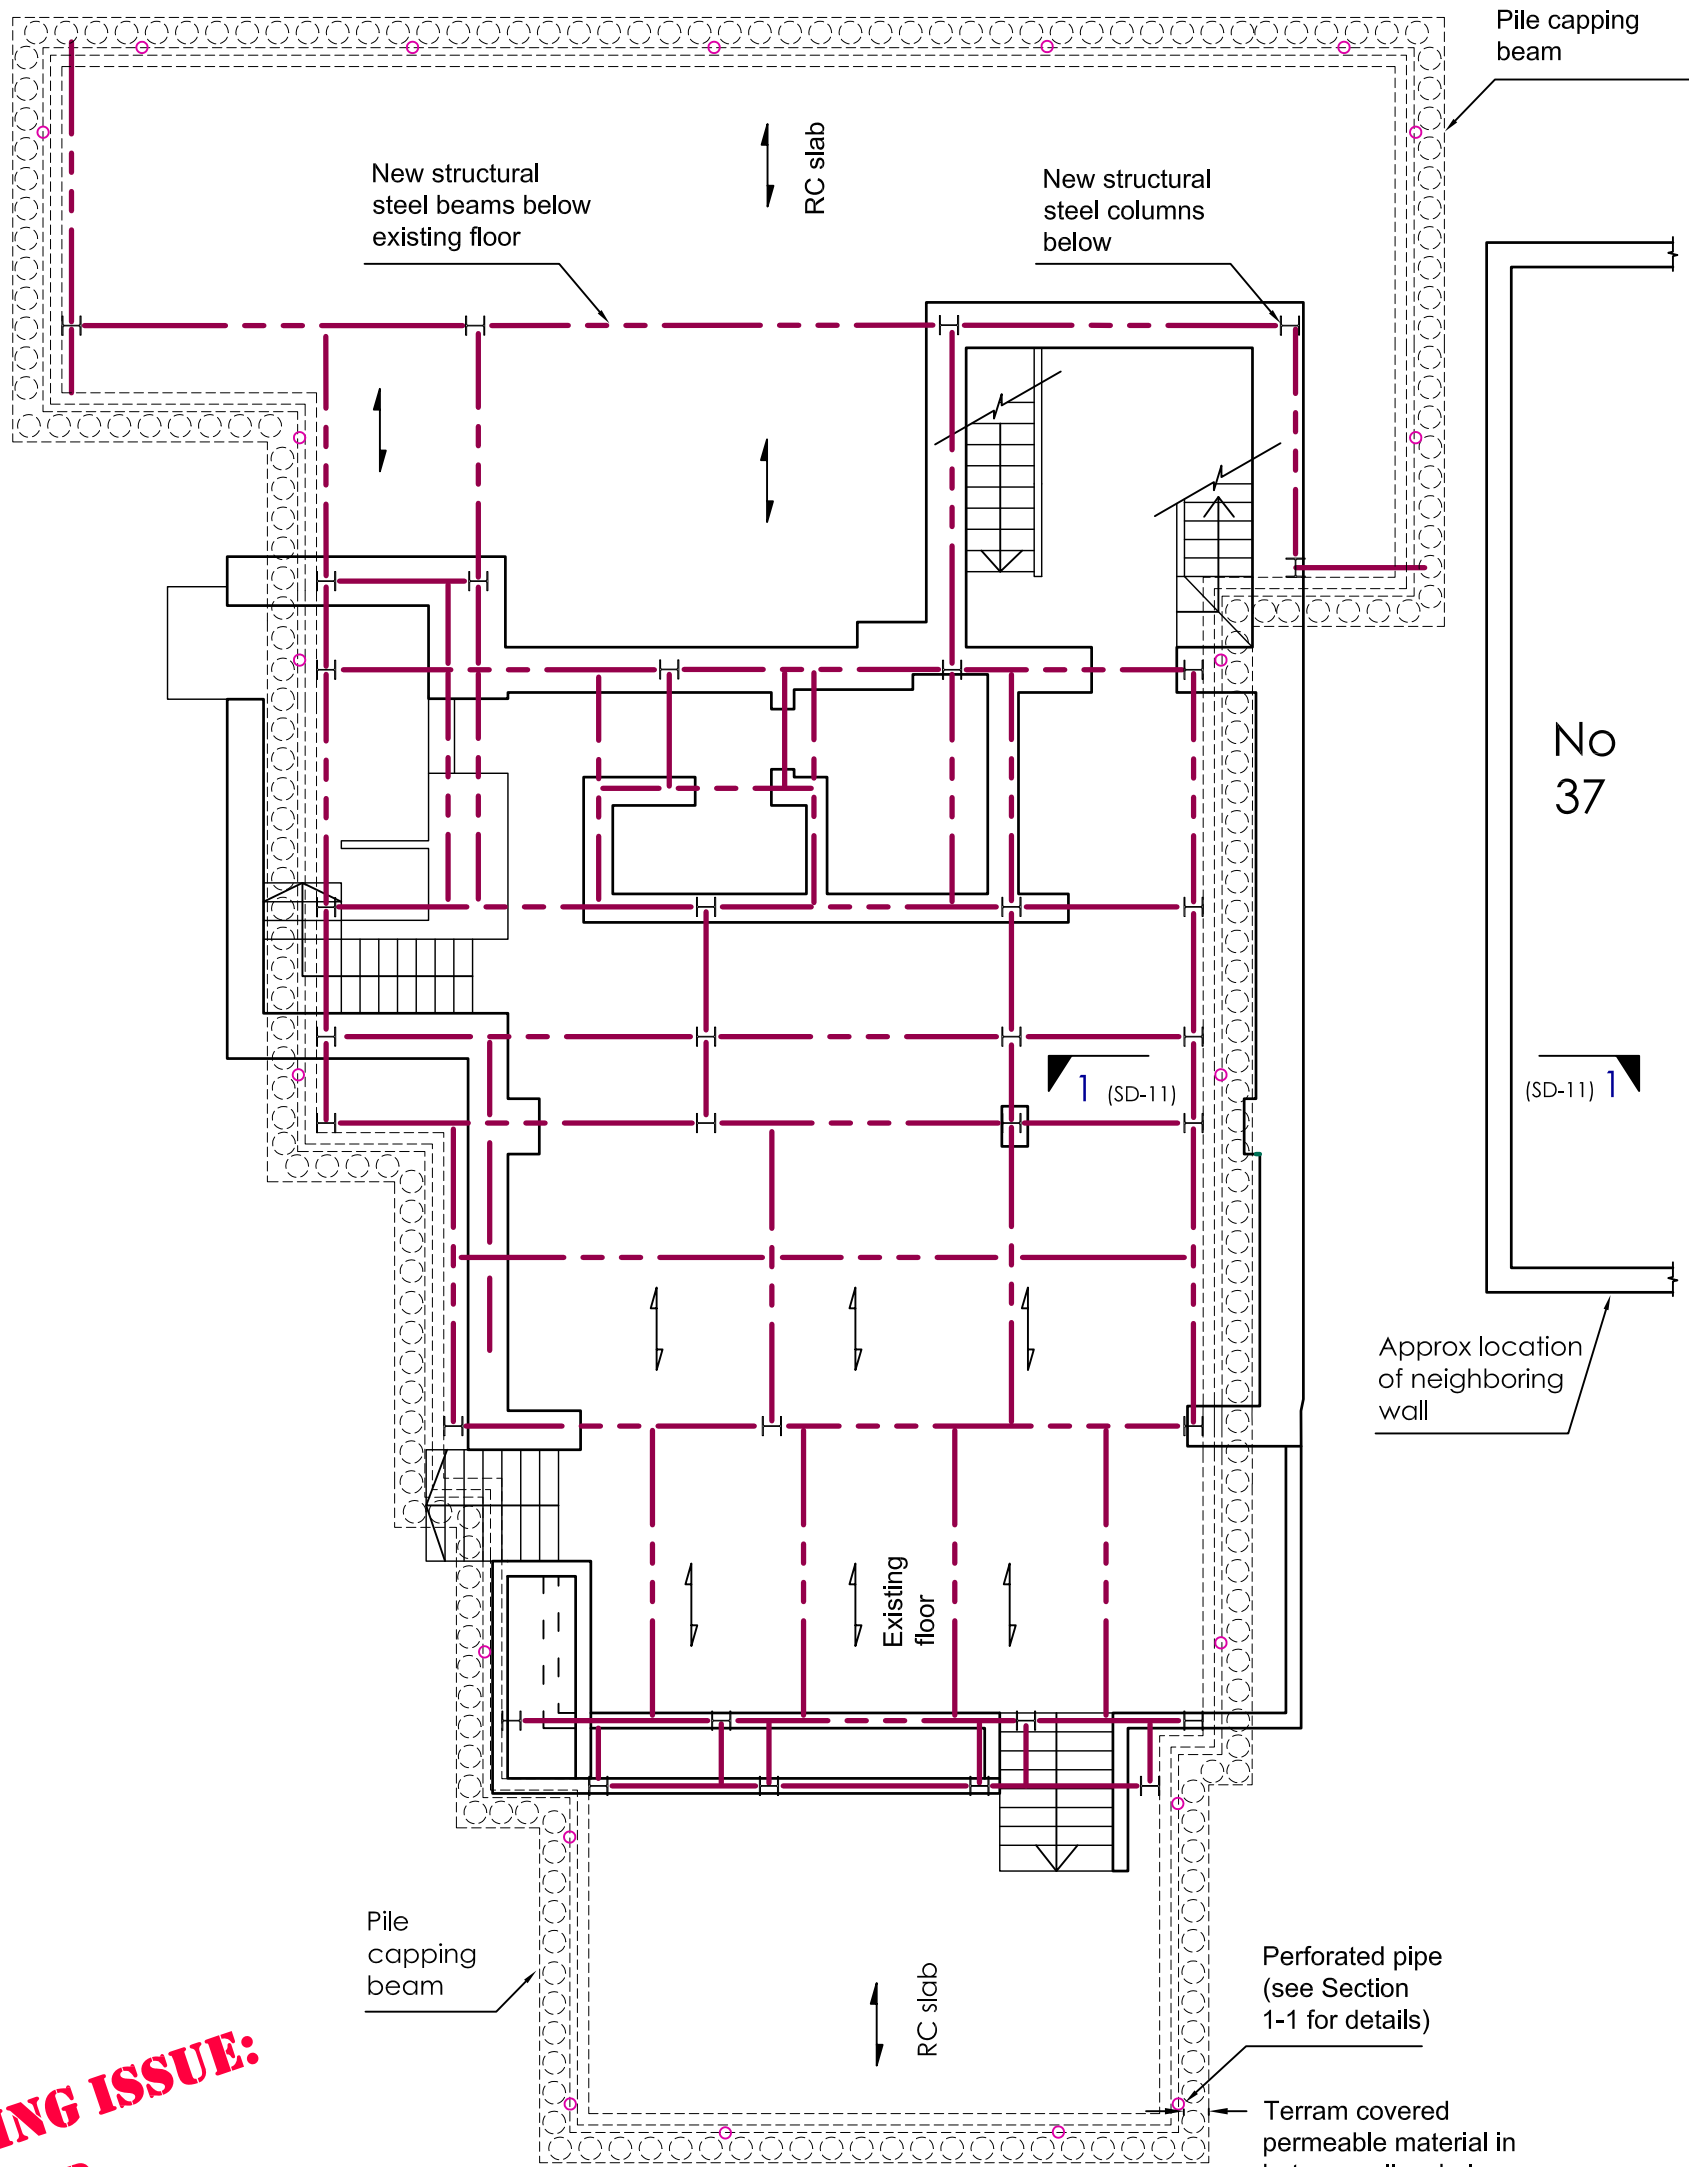 Pile capping
beam
New structural
steel beams below
existing floor
RC slab
New structural
steel columns
below
No
37
1 (SD-11)
(SD-11) 1
Approx location
of neighboring
wall
Existing
floor
Pile
capping
beam
RC slab
Perforated pipe
(see Section
1-1 for details)
Terram covered
permeable material in
ING ISSUE: